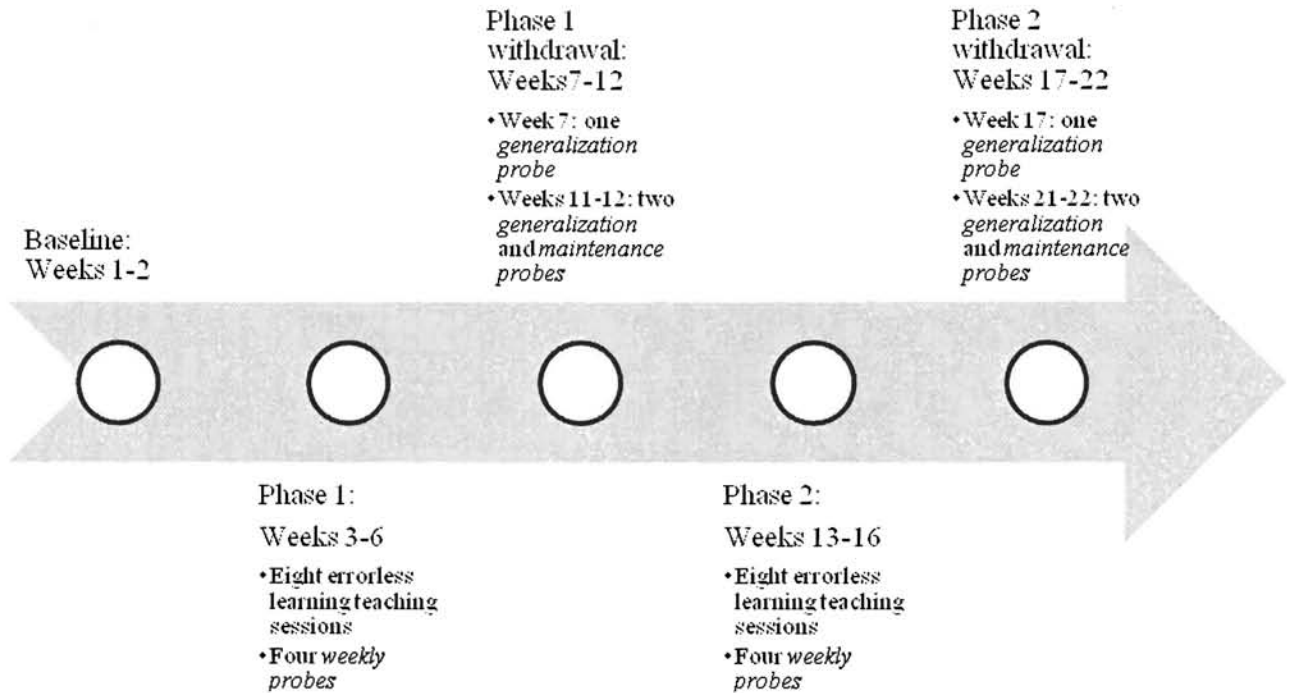 Phase 1
withdrawal:
Weeks7-12
•Week 7: one
generalization
probe
•Weeks 11-12: two
generalization
and maintenance
probes
Phase 2
withdrawal:
Weeks 17-22
•Week 17: one
generalization
probe
•Weeks 21-22: two
generalization
and maintenance
probes
Baseline:
Weeks 1-2
Phase 1:
Weeks 3-6
•Eight errorless
learning teaching
sessions
•Four weekly
probes
Phase 2:
Weeks 13-16
•Eight errorless
learning teaching
sessions
•Four weekly
probes